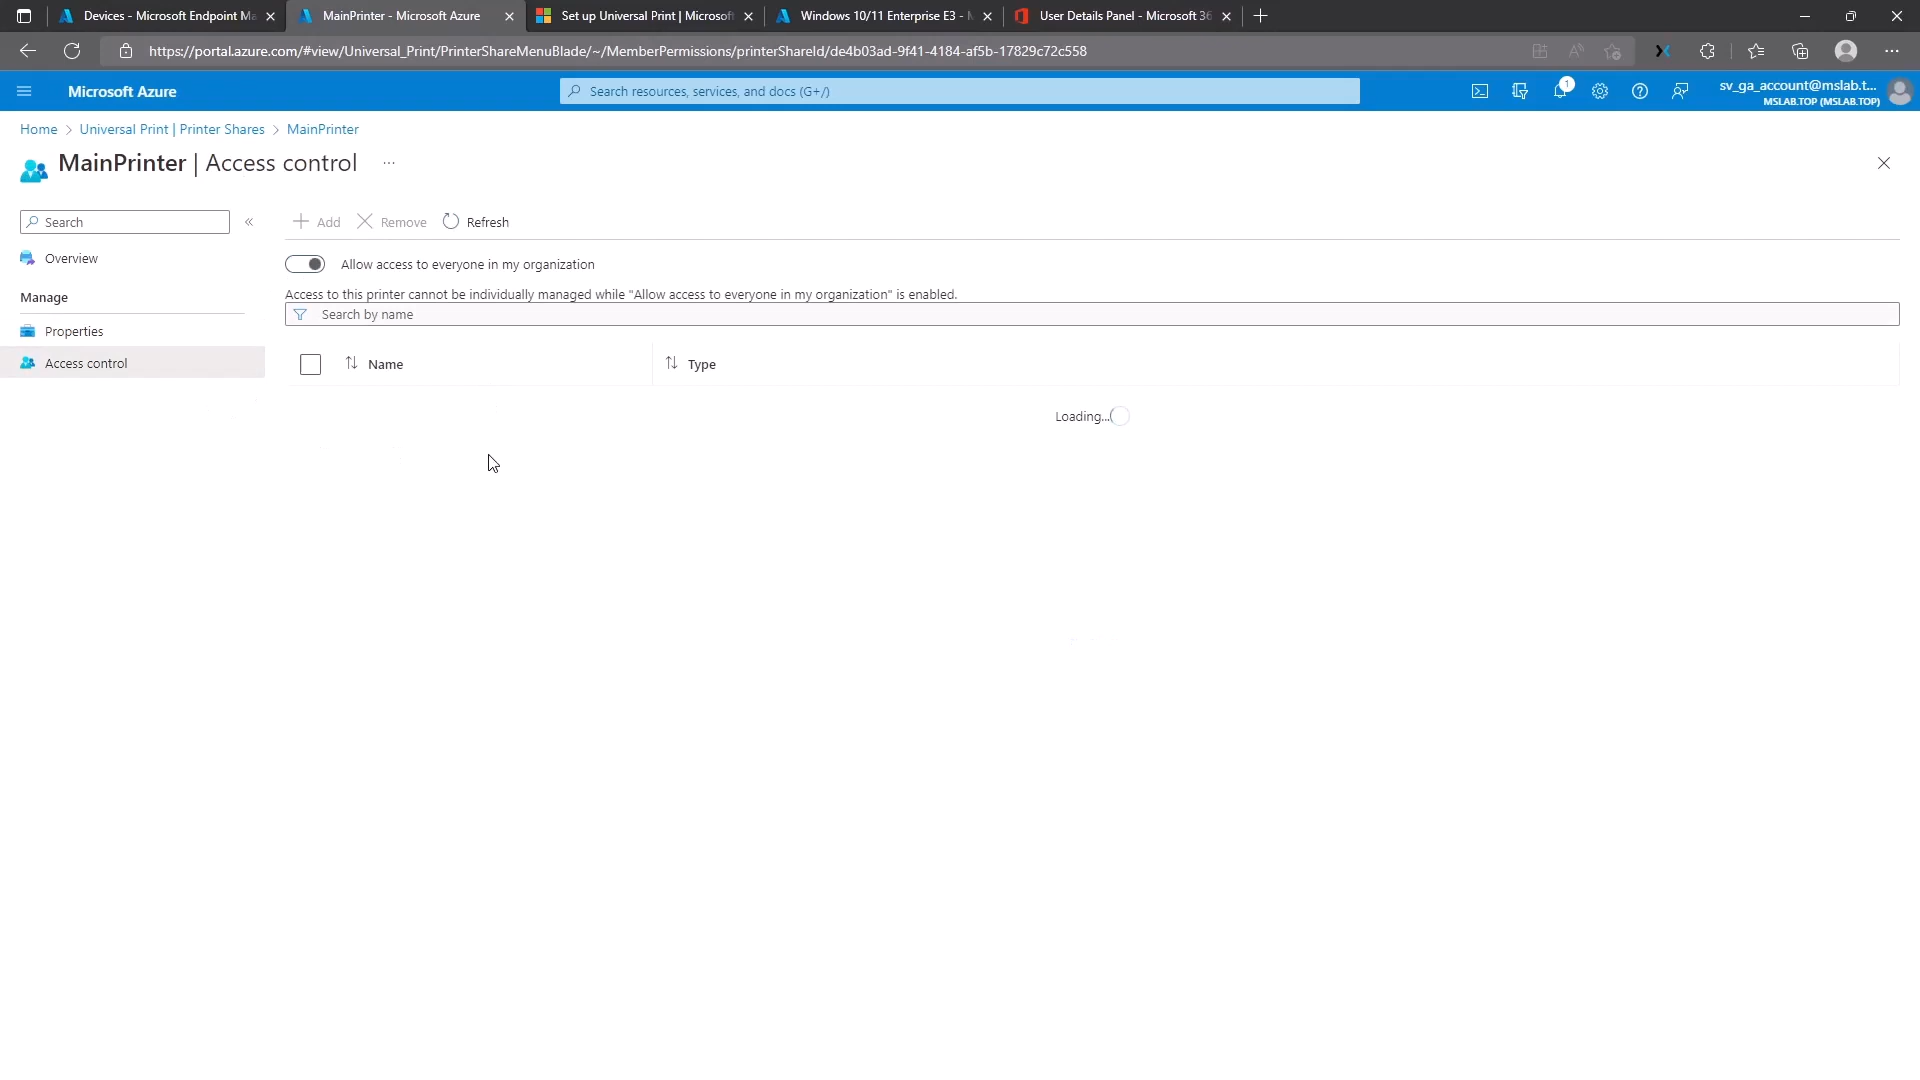 Devices - Microsoft Endpoint Ma
MainPrinter - Microsoft Azure
Set up Universal Print | Microsoft
Windows 10/11 Enterprise E3 - M
User Details Panel - Microsoft 36
https://portal.azure.com/#view/Universal_Print/PrinterShareMenuBlade/~/MemberPermissions/printerShareId/de4b03ad-9f41-4184-af5b-17829c72c558
Microsoft Azure
Search resources, services, and docs (G+/)
1
sv_ga_account@mslab.t...
MSLAB.TOP (MSLAB.TOP)
Home > Universal Print | Printer Shares > MainPrinter
MainPrinter | Access control ...
Search
«
Add
Remove
Refresh
Overview
Allow access to everyone in my organization
Manage
Access to this printer cannot be individually managed while "Allow access to everyone in my organization" is enabled.
Search by name
Properties
Access control
Name
Type
Loading...